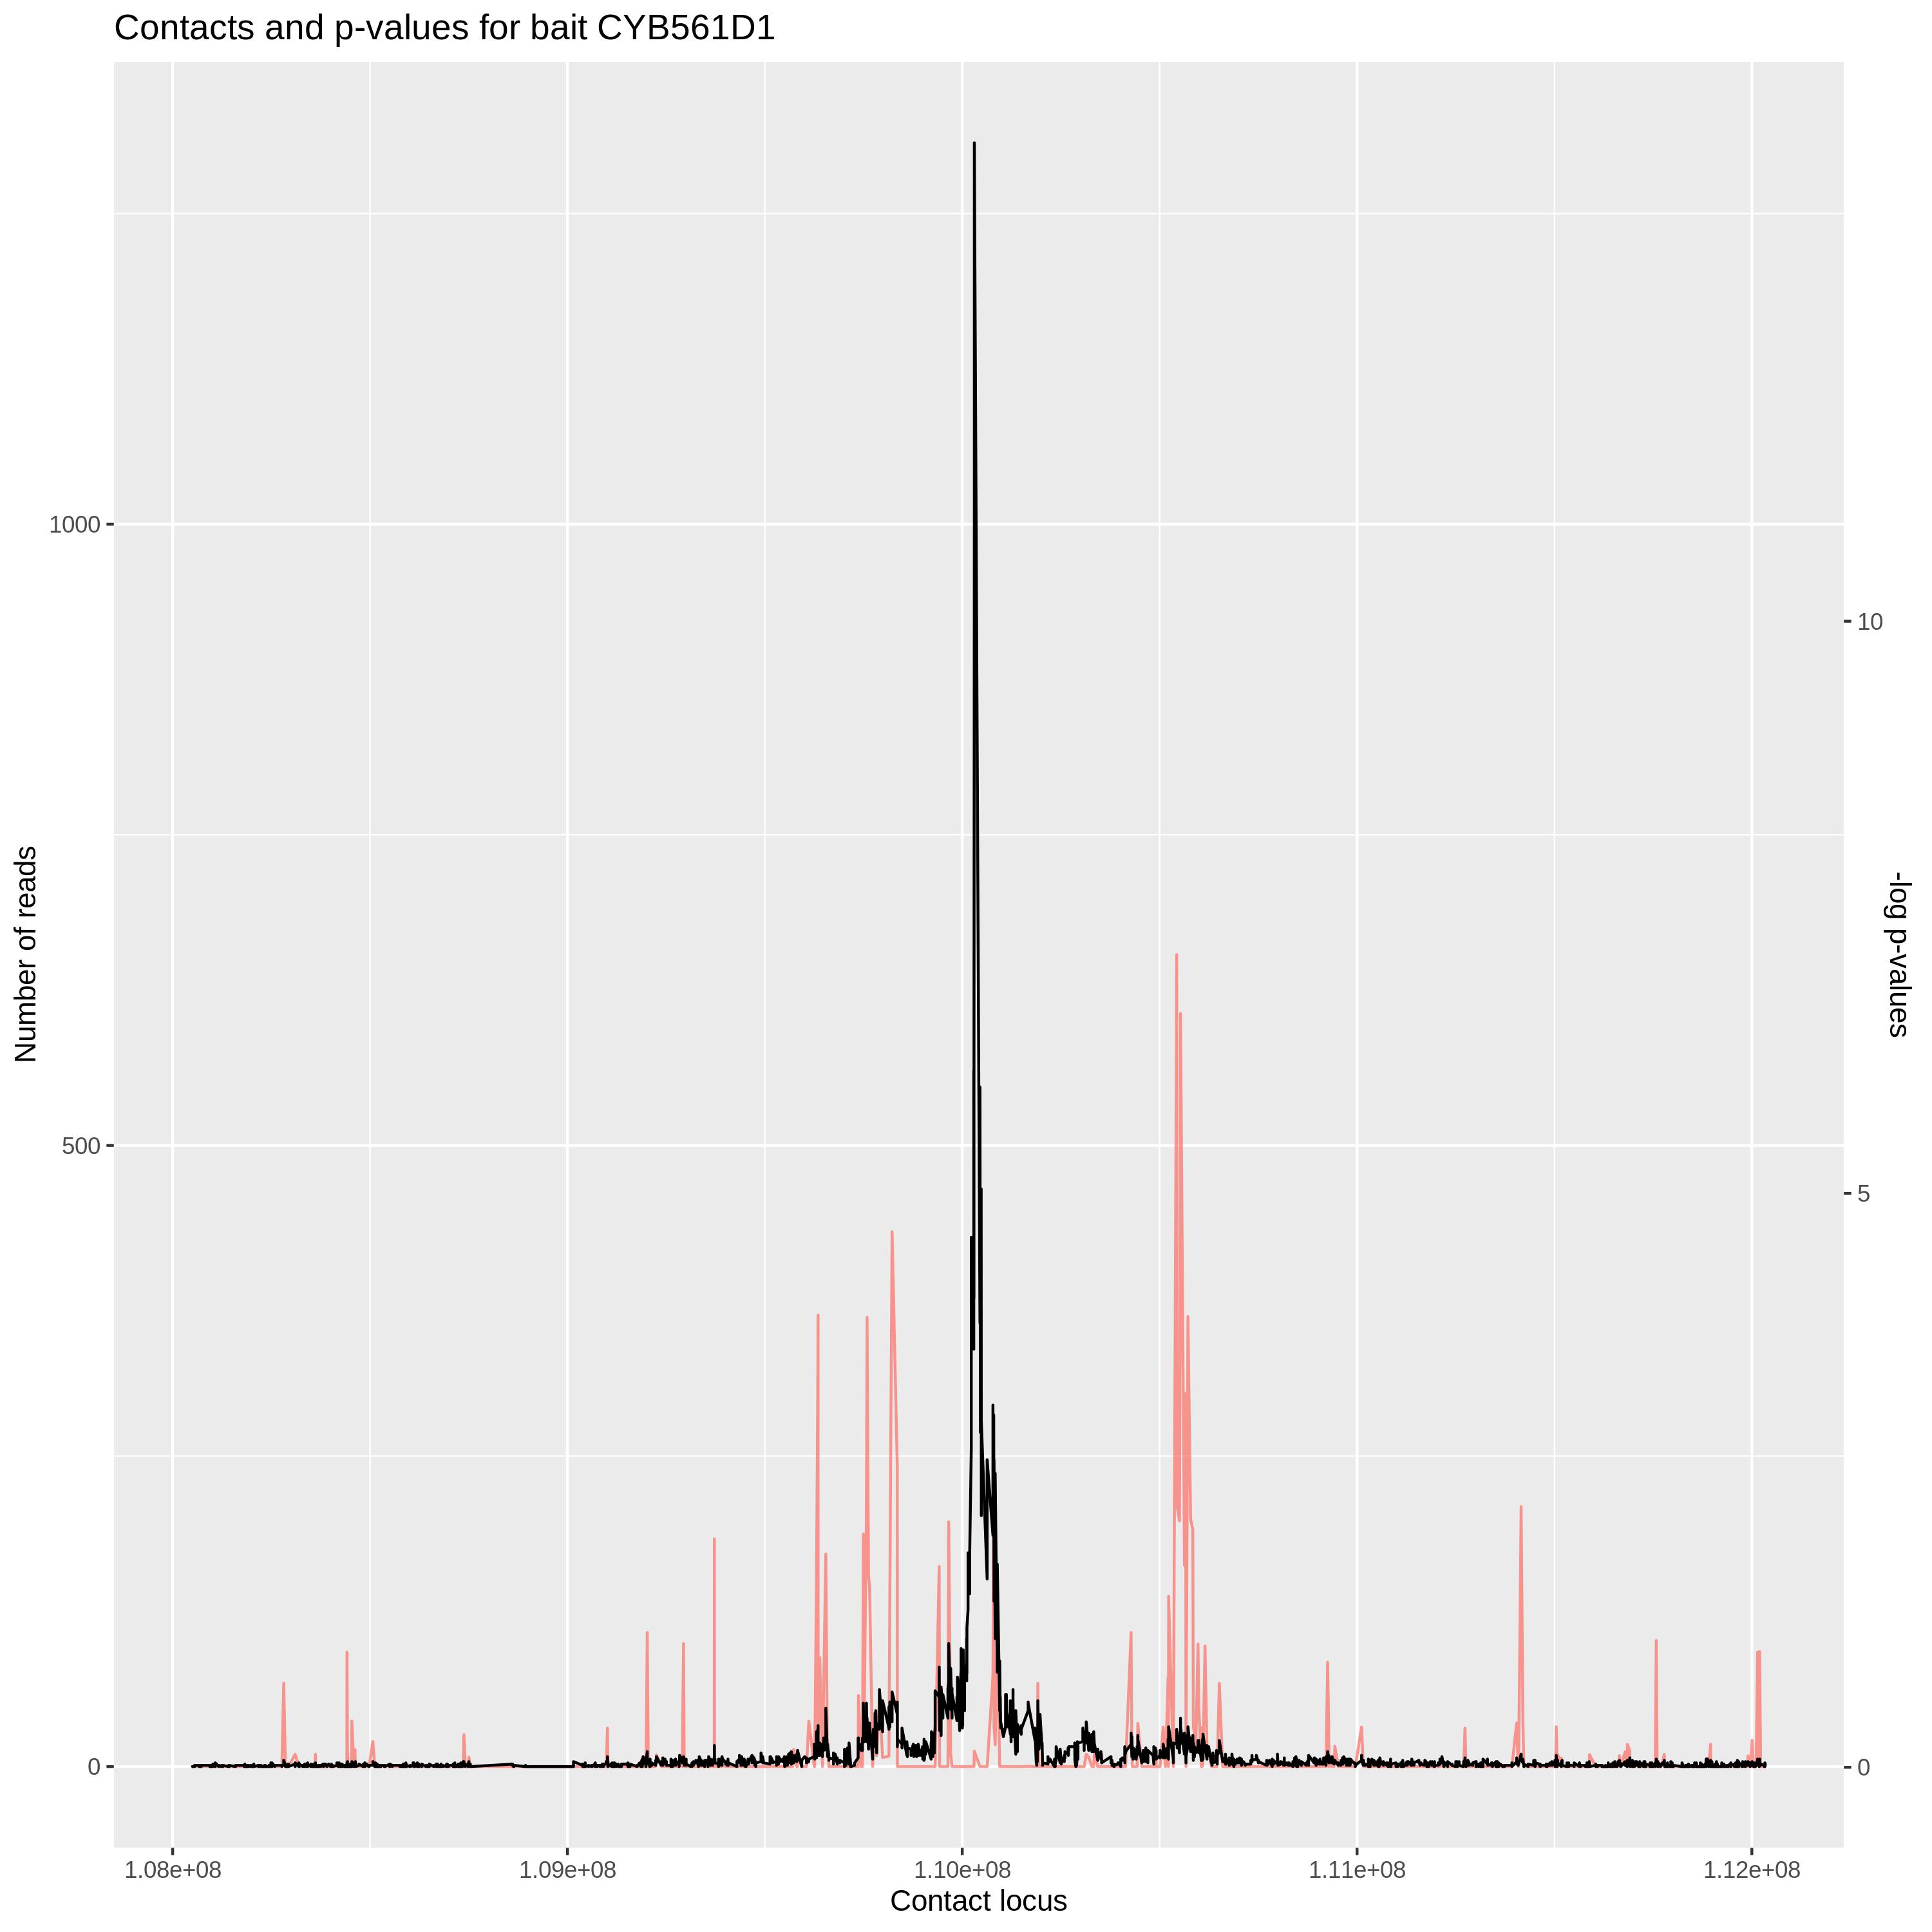 Contacts and p-values for bait CYB561D1
Number of reads
1000
500
0
10
5
0
-log p-values
1.08e+08
1.09e+08
1.10e+08
1.11e+08
1.12e+08
Contact locus